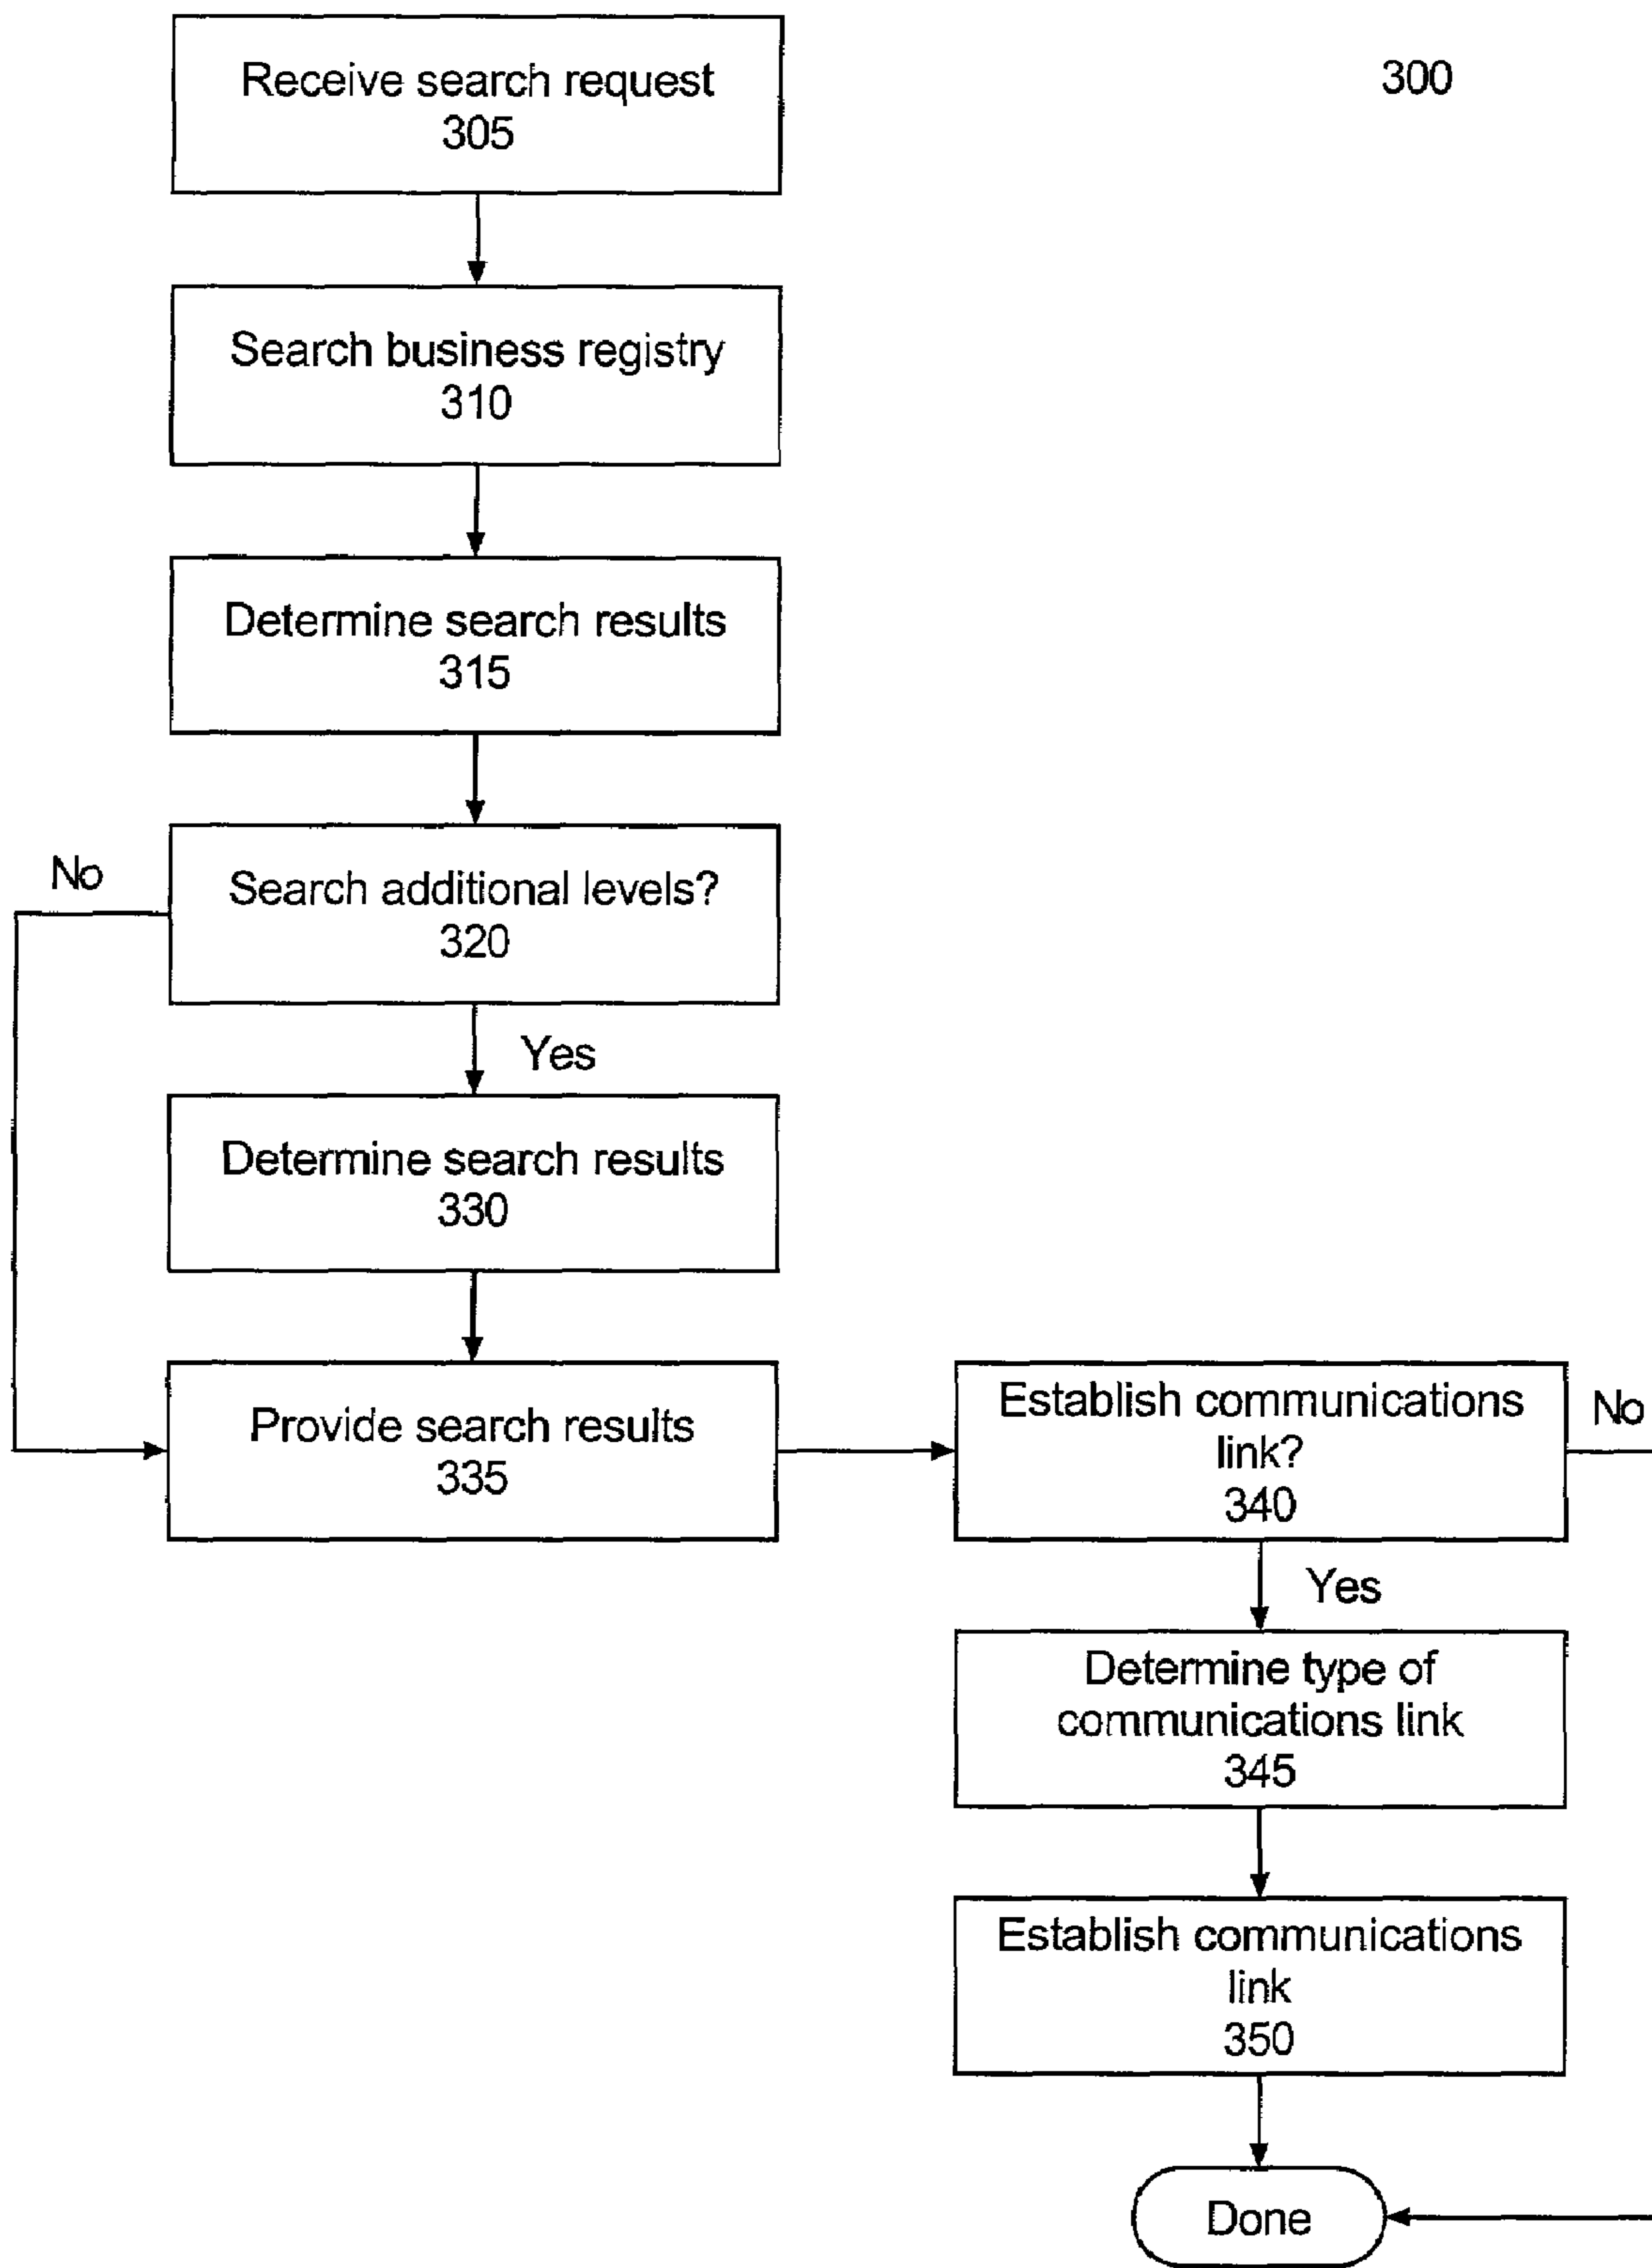 300
Receive search request
305
Search business registry
310
Determine search results
315
Search additional levels?
320
No
Yes
Determine search results
330
Provide search results
335
Establish communications
link?
340
No
Yes
Determine type of
communications link
345
Establish communications
link
350
Done